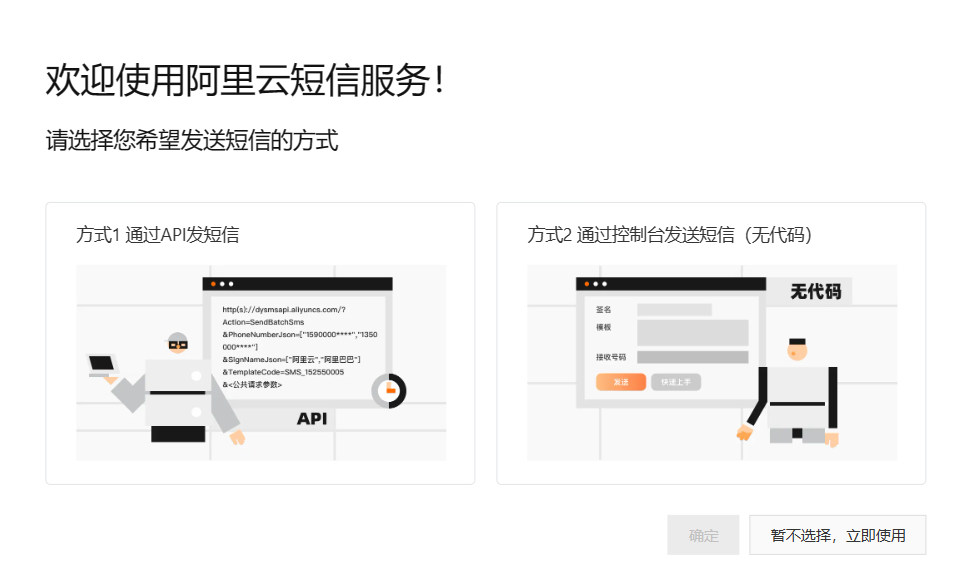 欢迎使用阿里云短信服务！
请选择您希望发送短信的方式
方式1 通过API发短信
http(s)://dysmsapi.aliyuncs.com/?
Action=SendBatchSms
&PhoneNumberJson=["1590000****","1350
000****"]
&SignNameJson=["阿里云","阿里巴巴"]
&TemplateCode=SMS_152550005
&<公共请求参数>
API
方式2 通过控制台发送短信（无代码）
无代码
签名
模板
接收号码
发送
快速上手
确定
暂不选择，立即使用